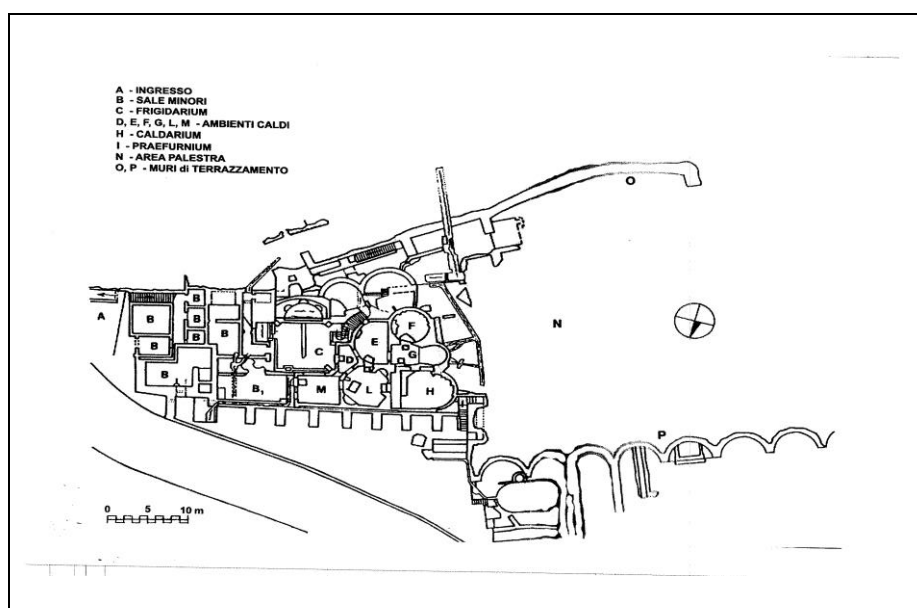 A - INGRESSO
B - SALE MINORI
C - FRIGIDARIUM
D, E, F, G, L, M - AMBIENTI CALDI
H - CALDARIUM
I - PRAEFURNIUM
N - AREA PALESTRA
O, P - MURI di TERRAZZAMENTO
O
A
B
B
B
B
B
B
B
B1
C
D
E
F
G
M
L
H
N
P
0 5 10 m